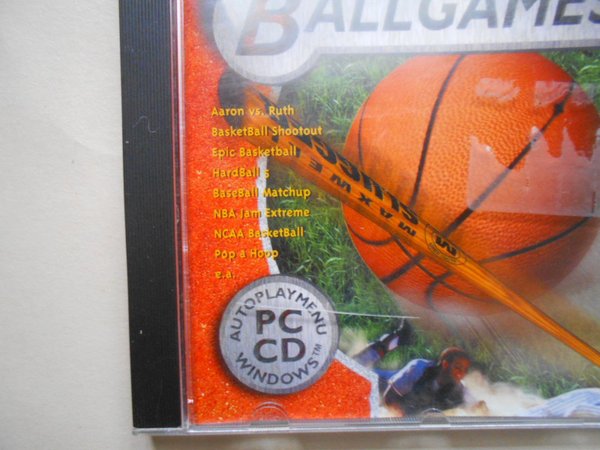 BALLGAMES
Aaron vs. Ruth
BasketBall Shootout
Epic Basketball
HardBall 5
BaseBall Matchup
NBA Jam Extreme
NCAA BasketBall
Pop a Hoop
e.a.
AUTOPLAYMENU
PC
CD
WINDOWS™